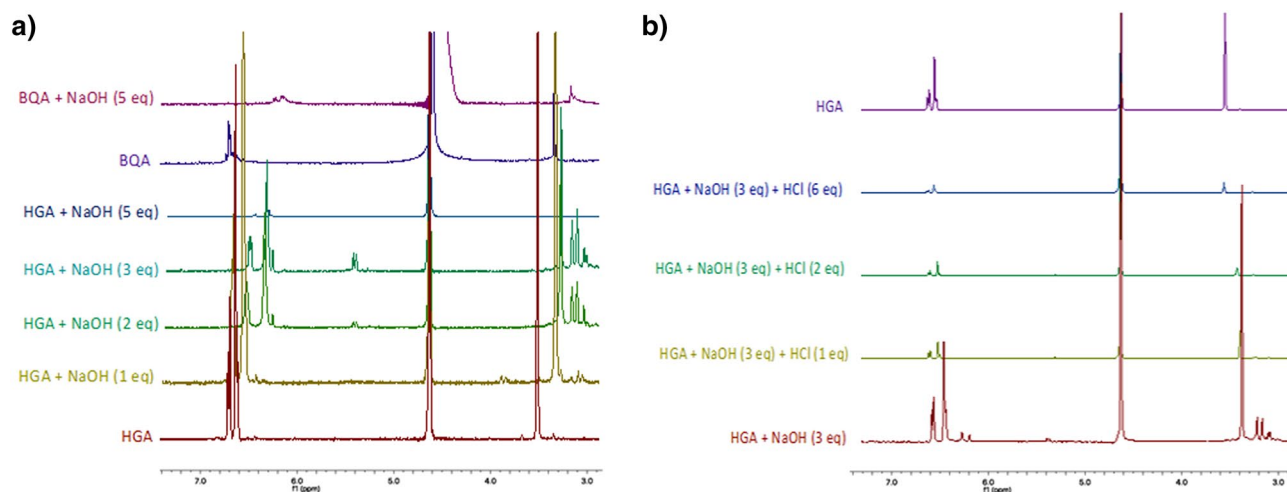 a)
BQA + NaOH (5 eq)
BQA
HGA + NaOH (5 eq)
HGA + NaOH (3 eq)
HGA + NaOH (2 eq)
HGA + NaOH (1 eq)
HGA
7.0 6.0 5.0 4.0 3.0
f1 (ppm)
b)
HGA
HGA + NaOH (3 eq) + HCl (6 eq)
HGA + NaOH (3 eq) + HCl (2 eq)
HGA + NaOH (3 eq) + HCl (1 eq)
HGA + NaOH (3 eq)
7.0 6.0 5.0 4.0 3.0
f1 (ppm)